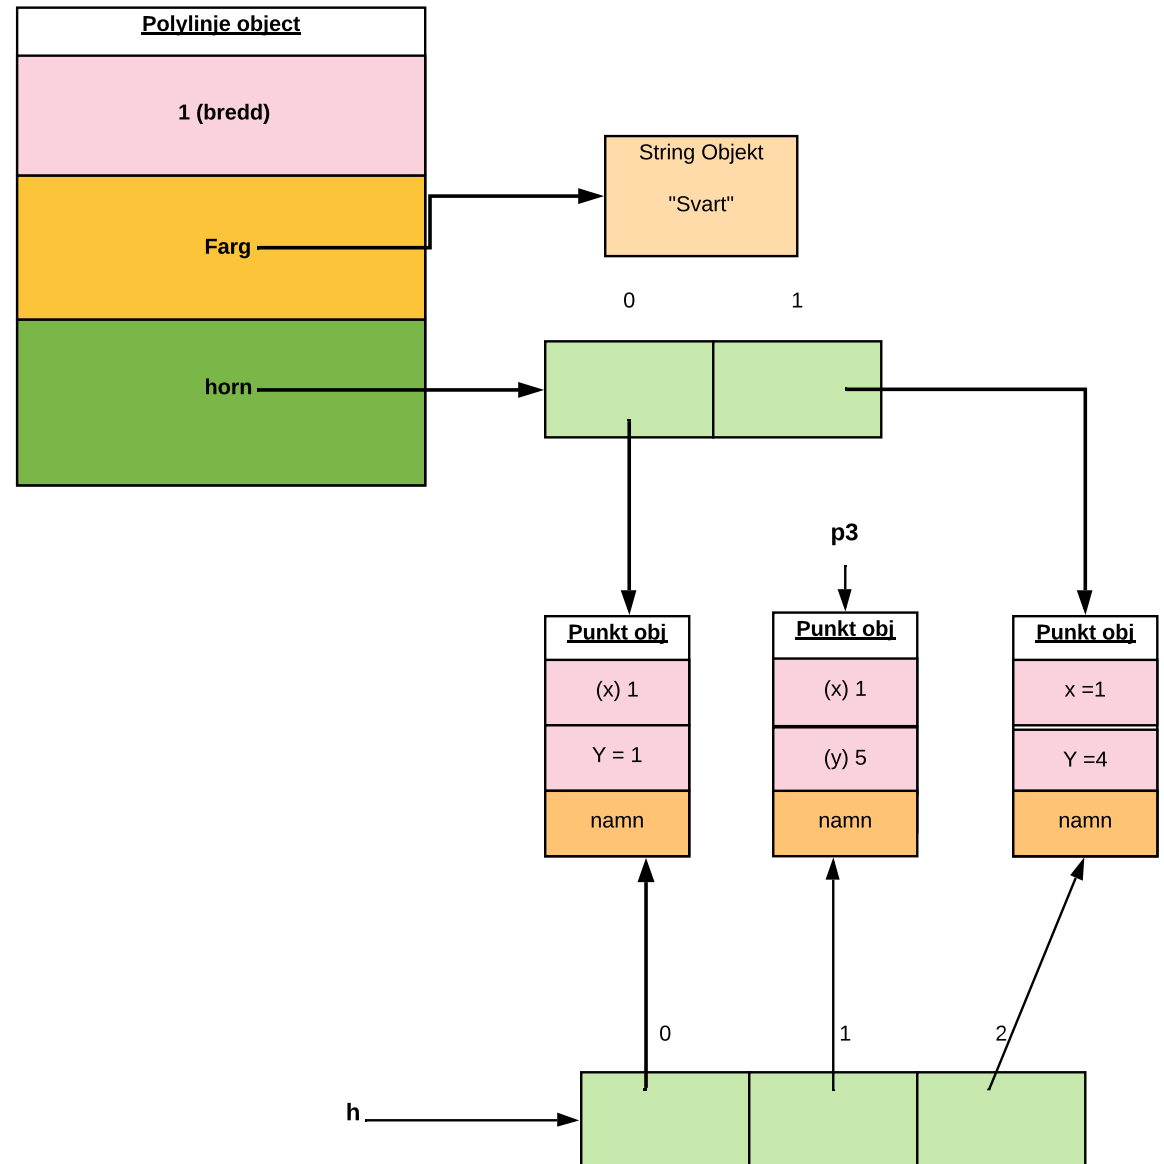 Polylinje object
1 (bredd)
Farg
horn
String Objekt
"Svart"
0
1
p3
Punkt obj
(x) 1
Y = 1
namn
Punkt obj
(x) 1
(y) 5
namn
Punkt obj
x =1
Y =4
namn
0
1
2
h